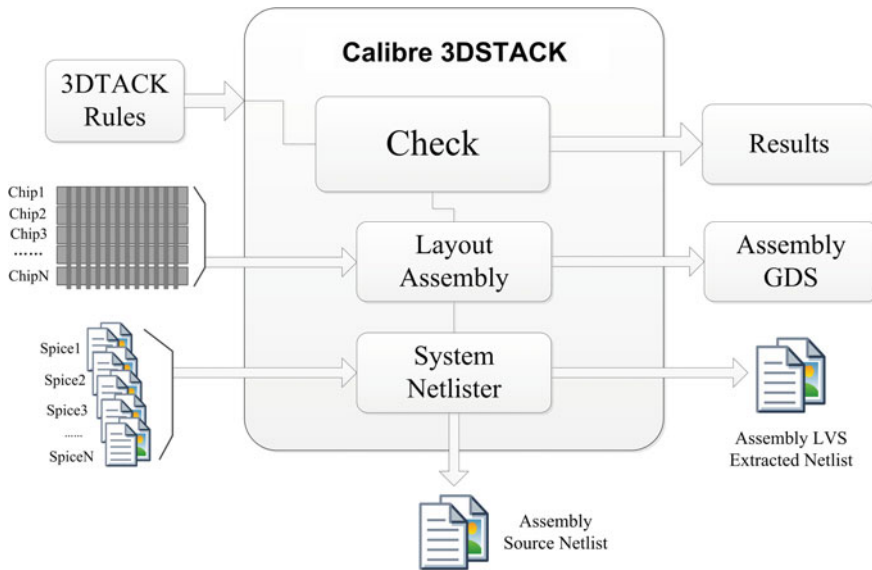 Calibre 3DSTACK
3DTACK
Rules
Check
Results
Chip1
Chip2
Chip3
......
ChipN
Layout
Assembly
Assembly
GDS
Spice1
Spice2
Spice3
......
SpiceN
System
Netlister
Assembly LVS
Extracted Netlist
Assembly
Source Netlist